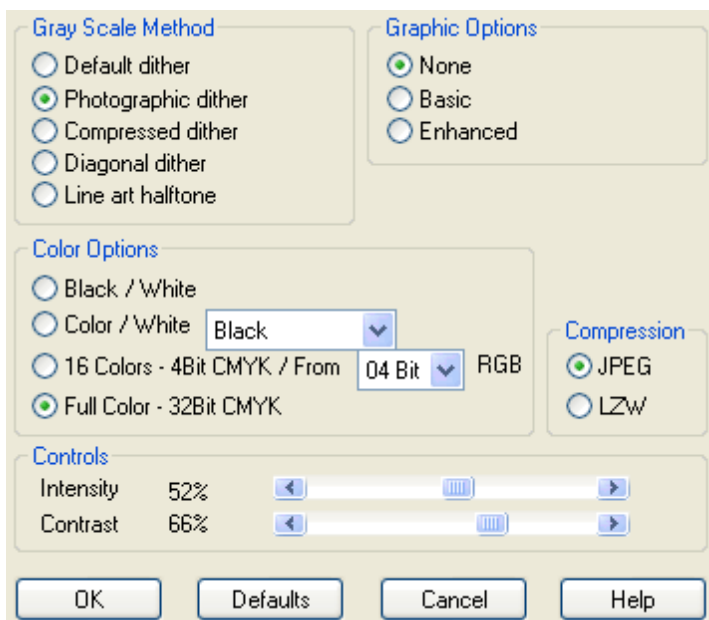 Gray Scale Method
Default dither
Photographic dither
Compressed dither
Diagonal dither
Line art halftone
Graphic Options
None
Basic
Enhanced
Color Options
Black / White
Color / White Black
16 Colors - 4Bit CMYK / From 04 Bit RGB
Full Color - 32Bit CMYK
Compression
JPEG
LZW
Controls
Intensity 52%
Contrast 66%
OK Defaults Cancel Help